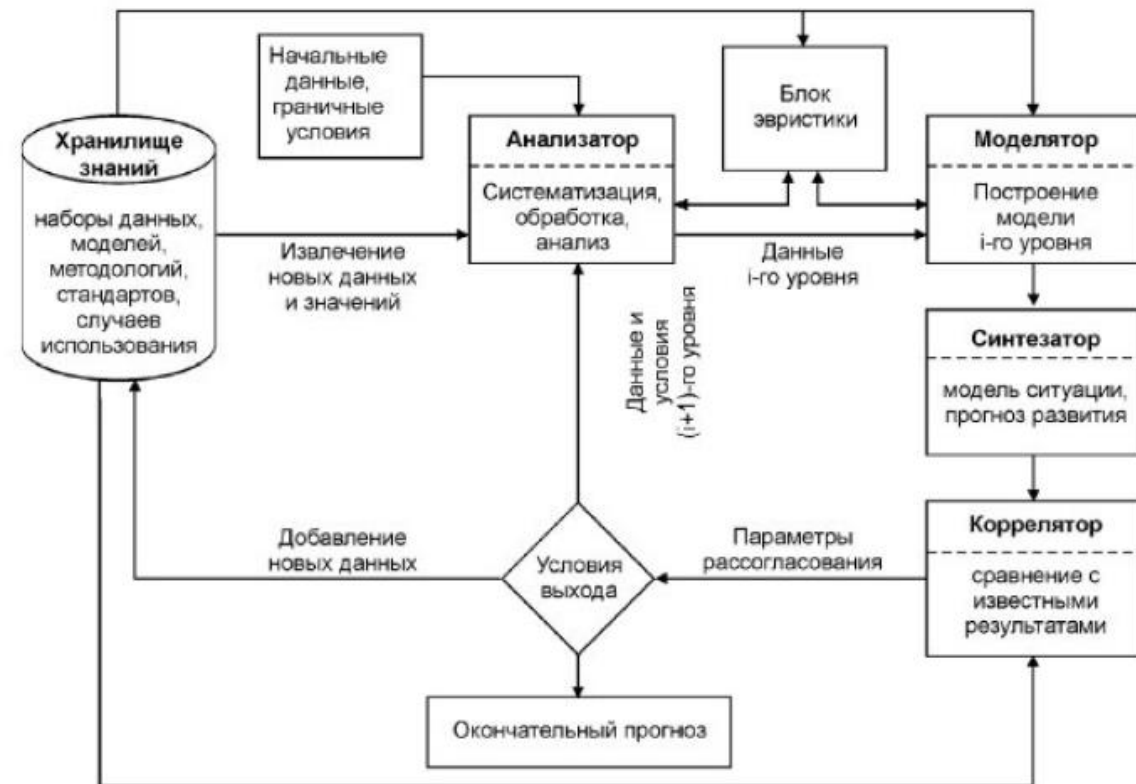 Начальные
данные,
граничные
условия
Блок
эвристики
Хранилище
знаний
наборы данных,
моделей,
методологий,
стандартов,
случаев
использования
Анализатор
Систематизация,
обработка,
анализ
Моделятор
Построение
модели
i-го уровня
Извлечение
новых данных
и значений
Данные
i-го уровня
Данные и
условия
(i+1)-го уровня
Синтезатор
модель ситуации,
прогноз развития
Коррелятор
сравнение с
известными
результатами
Параметры
рассогласования
Условия
выхода
Добавление
новых данных
Окончательный прогноз